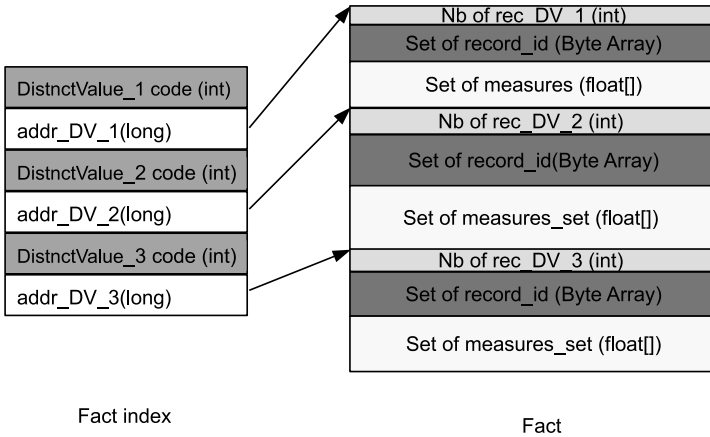 DistnctValue_1 code (int)
addr_DV_1(long)
DistnctValue_2 code (int)
addr_DV_2(long)
DistnctValue_3 code (int)
addr_DV_3(long)
Fact index
Nb of rec_DV_1 (int)
Set of record_id (Byte Array)
Set of measures (float[])
Nb of rec_DV_2 (int)
Set of record_id(Byte Array)
Set of measures_set (float[])
Nb of rec_DV_3 (int)
Set of record_id (Byte Array)
Set of measures_set (float[])
Fact